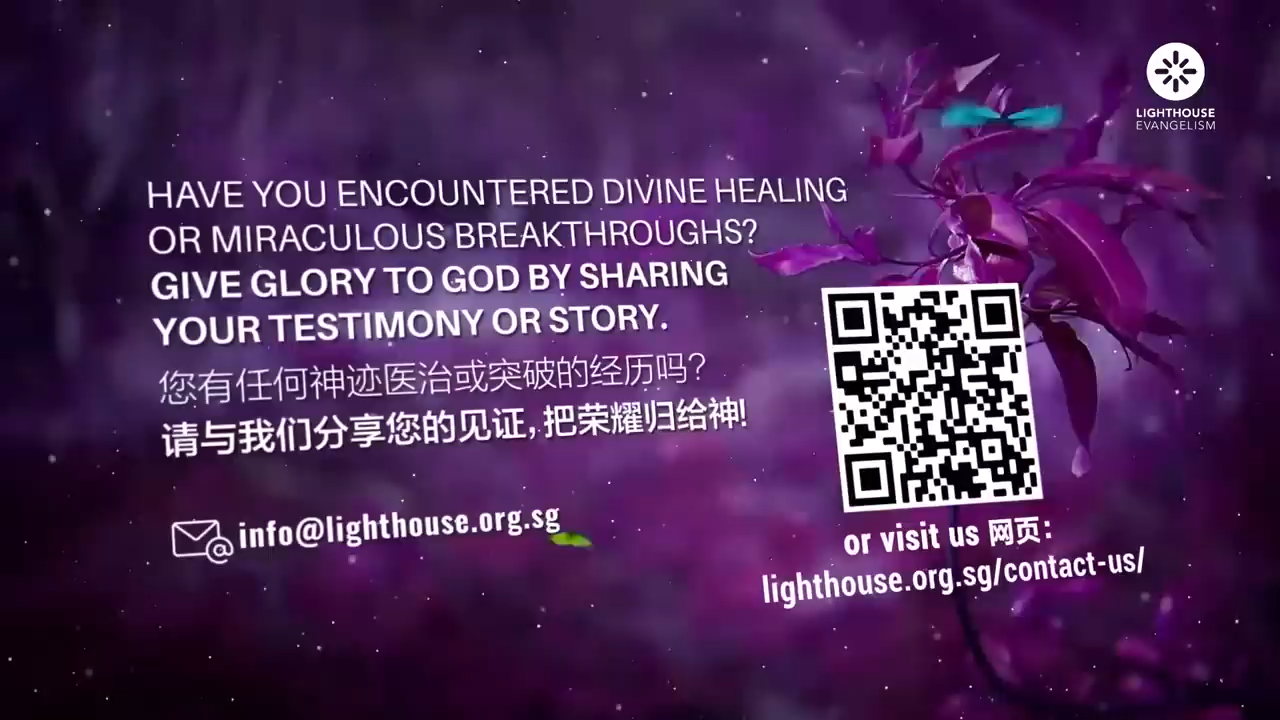 LIGHTHOUSE
EVANGELISM
HAVE YOU ENCOUNTERED DIVINE HEALING
OR MIRACULOUS BREAKTHROUGHS?
GIVE GLORY TO GOD BY SHARING
YOUR TESTIMONY OR STORY.
您有任何神迹医治或突破的经历吗?
请与我们分享您的见证, 把荣耀归给神!
info@lighthouse.org.sg
or visit us 网页:
lighthouse.org.sg/contact-us/